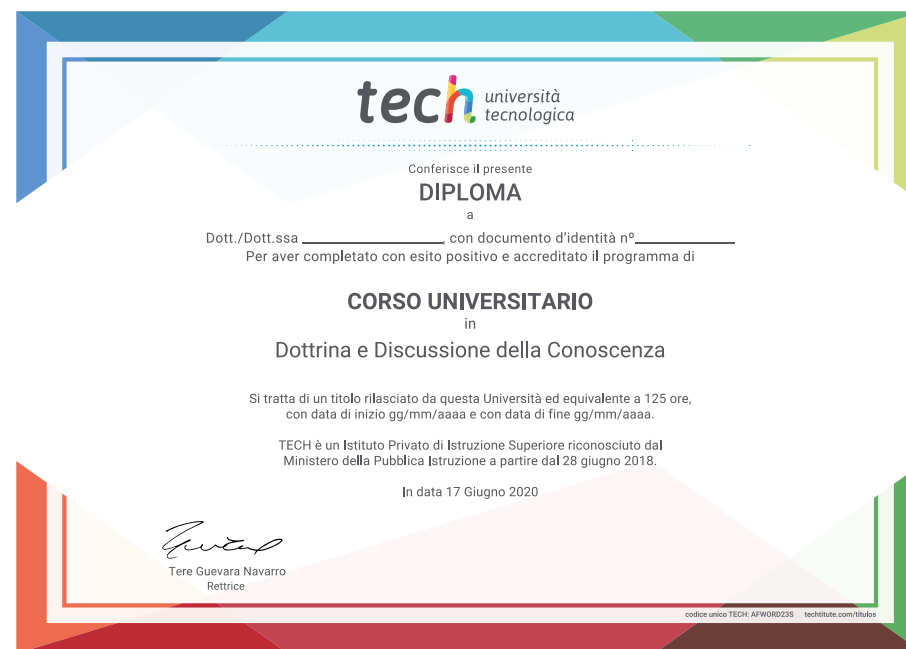 tech università
tecnologica
Conferisce il presente
DIPLOMA
a
Dott./Dott.ssa ________________, con documento d'identità nº____________
Per aver completato con esito positivo e accreditato il programma di
CORSO UNIVERSITARIO
in
Dottrina e Discussione della Conoscenza
Si tratta di un titolo rilasciato da questa Università ed equivalente a 125 ore,
con data di inizio gg/mm/aaaa e con data di fine gg/mm/aaaa.
TECH è un Istituto Privato di Istruzione Superiore riconosciuto dal
Ministero della Pubblica Istruzione a partire dal 28 giugno 2018.
In data 17 Giugno 2020
Tere Guevara Navarro
Rettrice
codice unico TECH: AFWORD23S techtitute.com/titulos